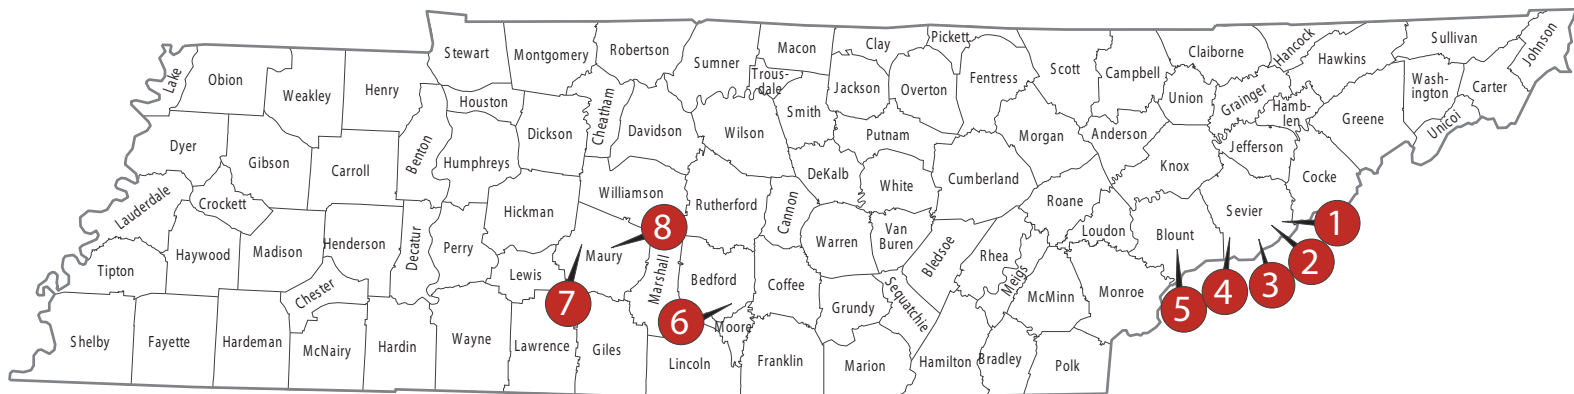 Lake
Obion
Weakley
Henry
Stewart
Montgomery
Robertson
Sumner
Macon
Trous-
dale
Clay
Pickett
Fentress
Scott
Campbell
Claiborne
Hancock
Hawkins
Sullivan
Johnson
Dyer
Gibson
Carroll
Benton
Houston
Humphreys
Dickson
Cheatham
Davidson
Wilson
Smith
Jackson
Overton
Putnam
Morgan
Anderson
Union
Grainger
Hamb-
len
Greene
Wash-
ington
Carter
Unicoi
Lauderdale
Crockett
Haywood
Madison
Henderson
Decatur
Perry
Hickman
Williamson
Rutherford
Cannon
DeKalb
White
Cumberland
Roane
Knox
Jefferson
Cocke
Sevier
Blount
Loudon
Tipton
Chester
Lewis
Maury
Marshall
Bedford
Coffee
Warren
Van
Buren
Bledsoe
Rhea
Meigs
McMinn
Monroe
Shelby
Fayette
Hardeman
McNairy
Hardin
Wayne
Lawrence
Giles
Lincoln
Moore
Franklin
Grundy
Sequatchie
Marion
Hamilton
Bradley
Polk
1
2
3
4
5
6
7
8